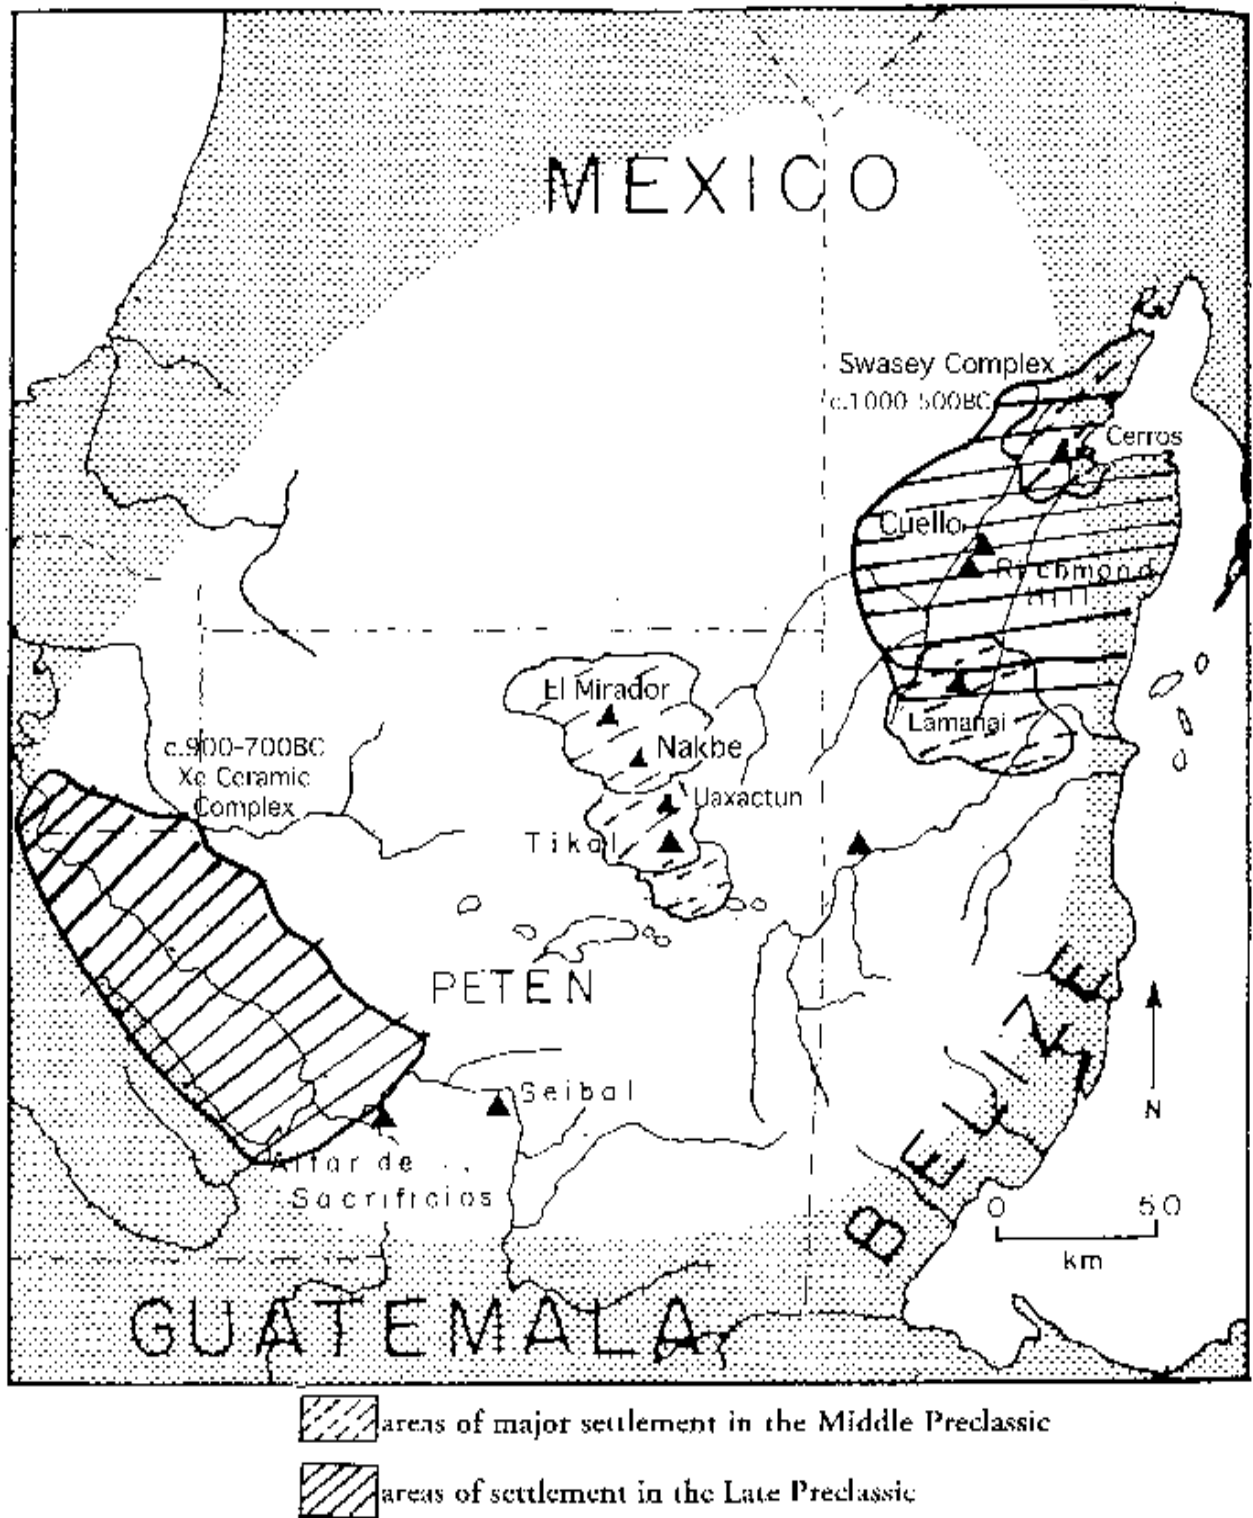 MEXICO
Swasey Complex
c.1000-500BC
Cerros
Cuello
Richmond
Hill
El Mirador
Lamanai
c.900-700BC
Xe Ceramic
Complex
Nakbe
Uaxactun
Tikal
PETEN
BELIZE
Seibal
N
Altar de
Sacrificios
0 50
km
GUATEMALA
areas of major settlement in the Middle Preclassic
areas of settlement in the Late Preclassic